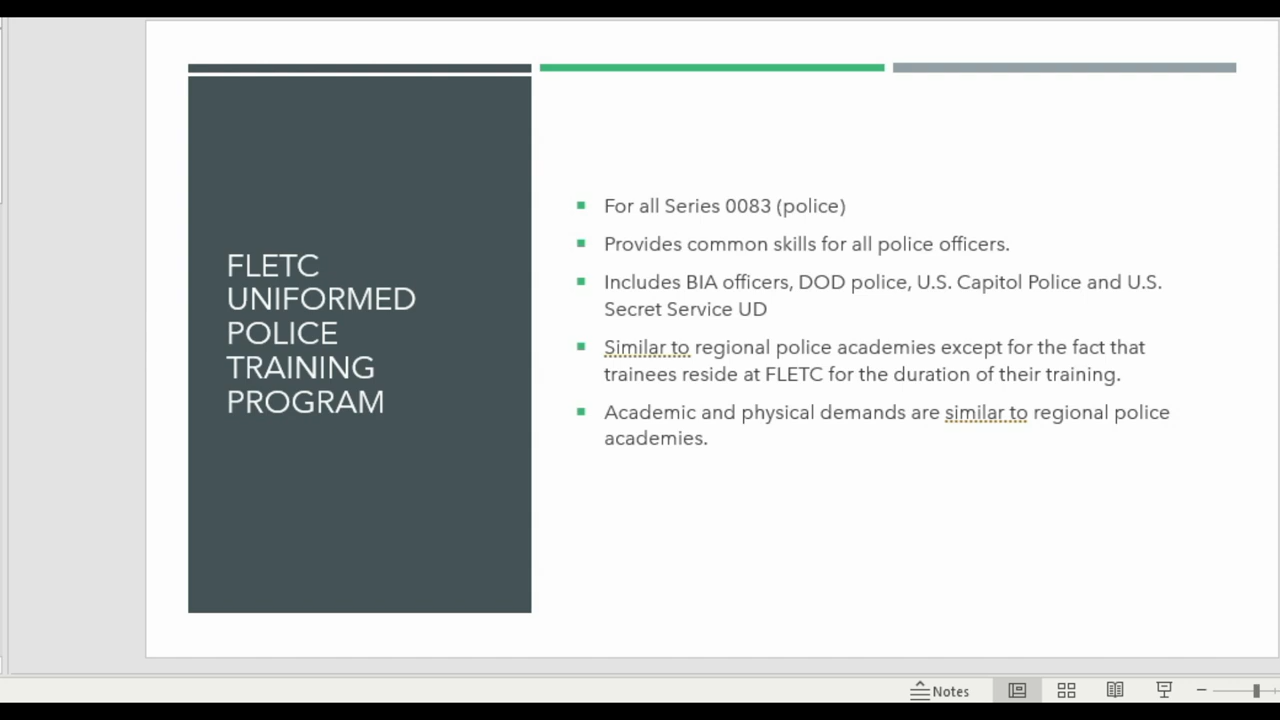 FLETC
UNIFORMED
POLICE
TRAINING
PROGRAM
For all Series 0083 (police)
Provides common skills for all police officers.
Includes BIA officers, DOD police, U.S. Capitol Police and U.S.
Secret Service UD
Similar to regional police academies except for the fact that
trainees reside at FLETC for the duration of their training.
Academic and physical demands are similar to regional police
academies.
Notes